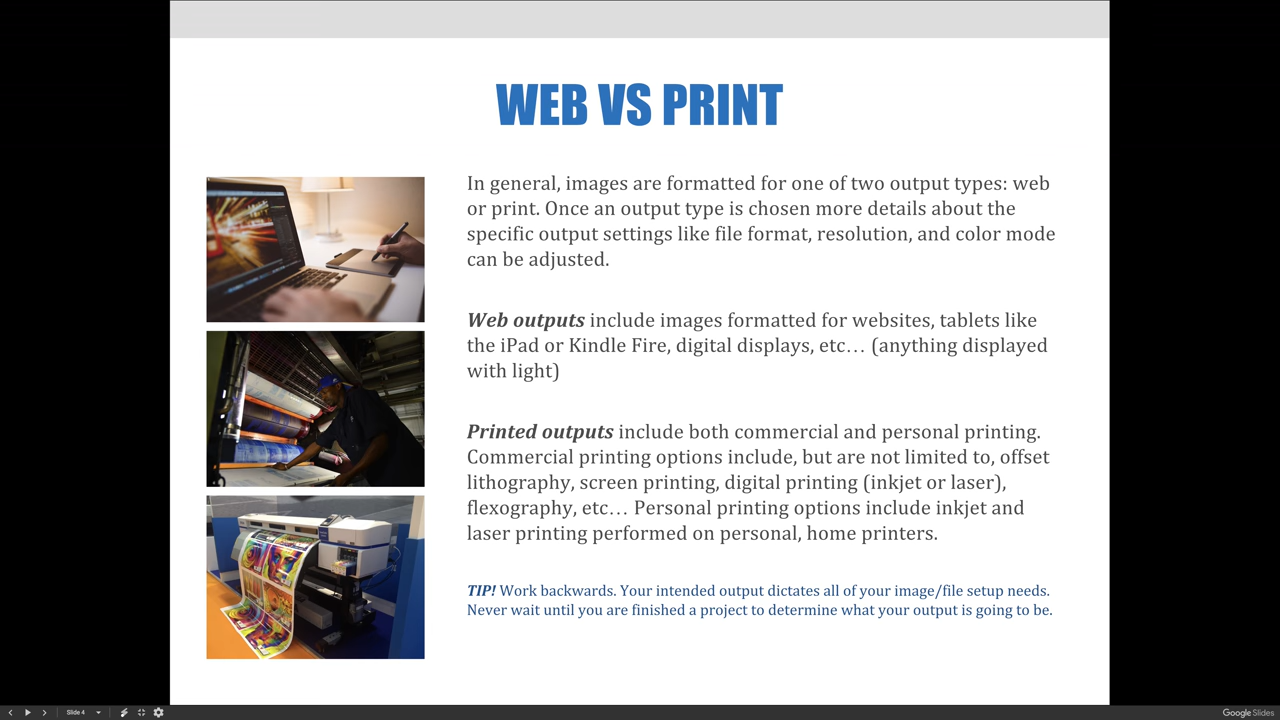 WEB VS PRINT
In general, images are formatted for one of two output types: web
or print. Once an output type is chosen more details about the
specific output settings like file format, resolution, and color mode
can be adjusted.
Web outputs include images formatted for websites, tablets like
the iPad or Kindle Fire, digital displays, etc… (anything displayed
with light)
Printed outputs include both commercial and personal printing.
Commercial printing options include, but are not limited to, offset
lithography, screen printing, digital printing (inkjet or laser),
flexography, etc… Personal printing options include inkjet and
laser printing performed on personal, home printers.
TIP! Work backwards. Your intended output dictates all of your image/file setup needs.
Never wait until you are finished a project to determine what your output is going to be.
Slide 4
Google Slides